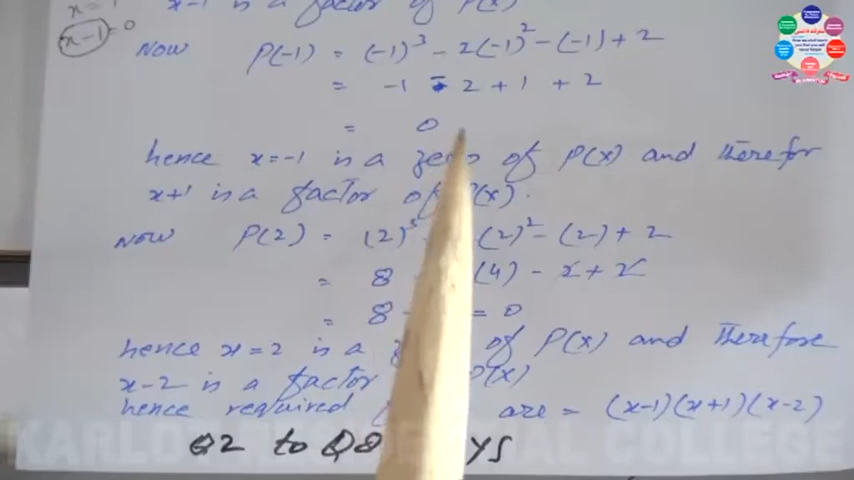 x-1 is a factor of P(x)
x-1=0
Now P(-1) = (-1)³ - 2(-1)² - (-1) + 2
= -1 - 2 + 1 + 2
= 0
hence x=-1 is a zero of P(x) and therefor
x+1 is a factor of P(x).
Now P(2) = (2)³ (2)² - (2) + 2
= 8 (4) - 2 + 2
= 8 = 0
hence x=2 is a of P(x) and therefore
x-2 is a factor P(x)
hence required are = (x-1)(x+1)(x-2)
Q2 to Q8 YS
KARLO RESIDENTIAL COLLEGE